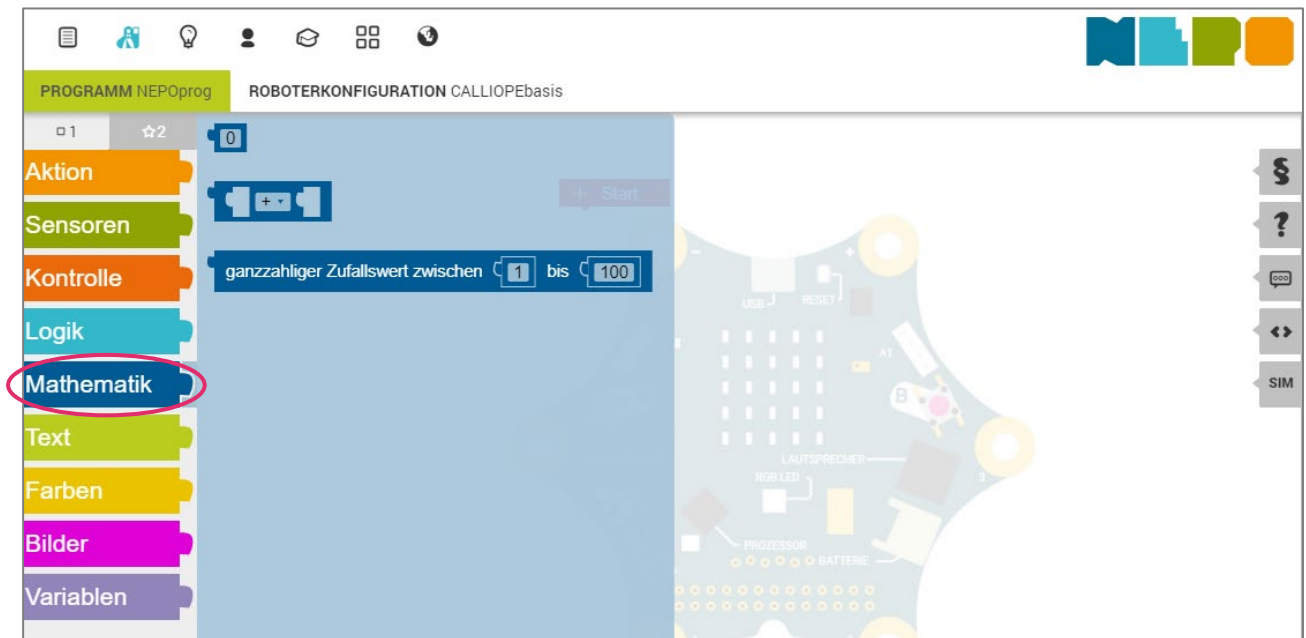 NEPO
PROGRAMM NEPOprog
ROBOTERKONFIGURATION CALLIOPEbasis
1
2
Aktion
Sensoren
Kontrolle
Logik
Mathematik
Text
Farben
Bilder
Variablen
0
+
ganzzahliger Zufallswert zwischen 1 bis 100
+ Start
- +
USB
RESET
A1
B
LAUTSPRECHER
RGB LED
3
PROZESSOR
BATTERIE
§
?
SIM